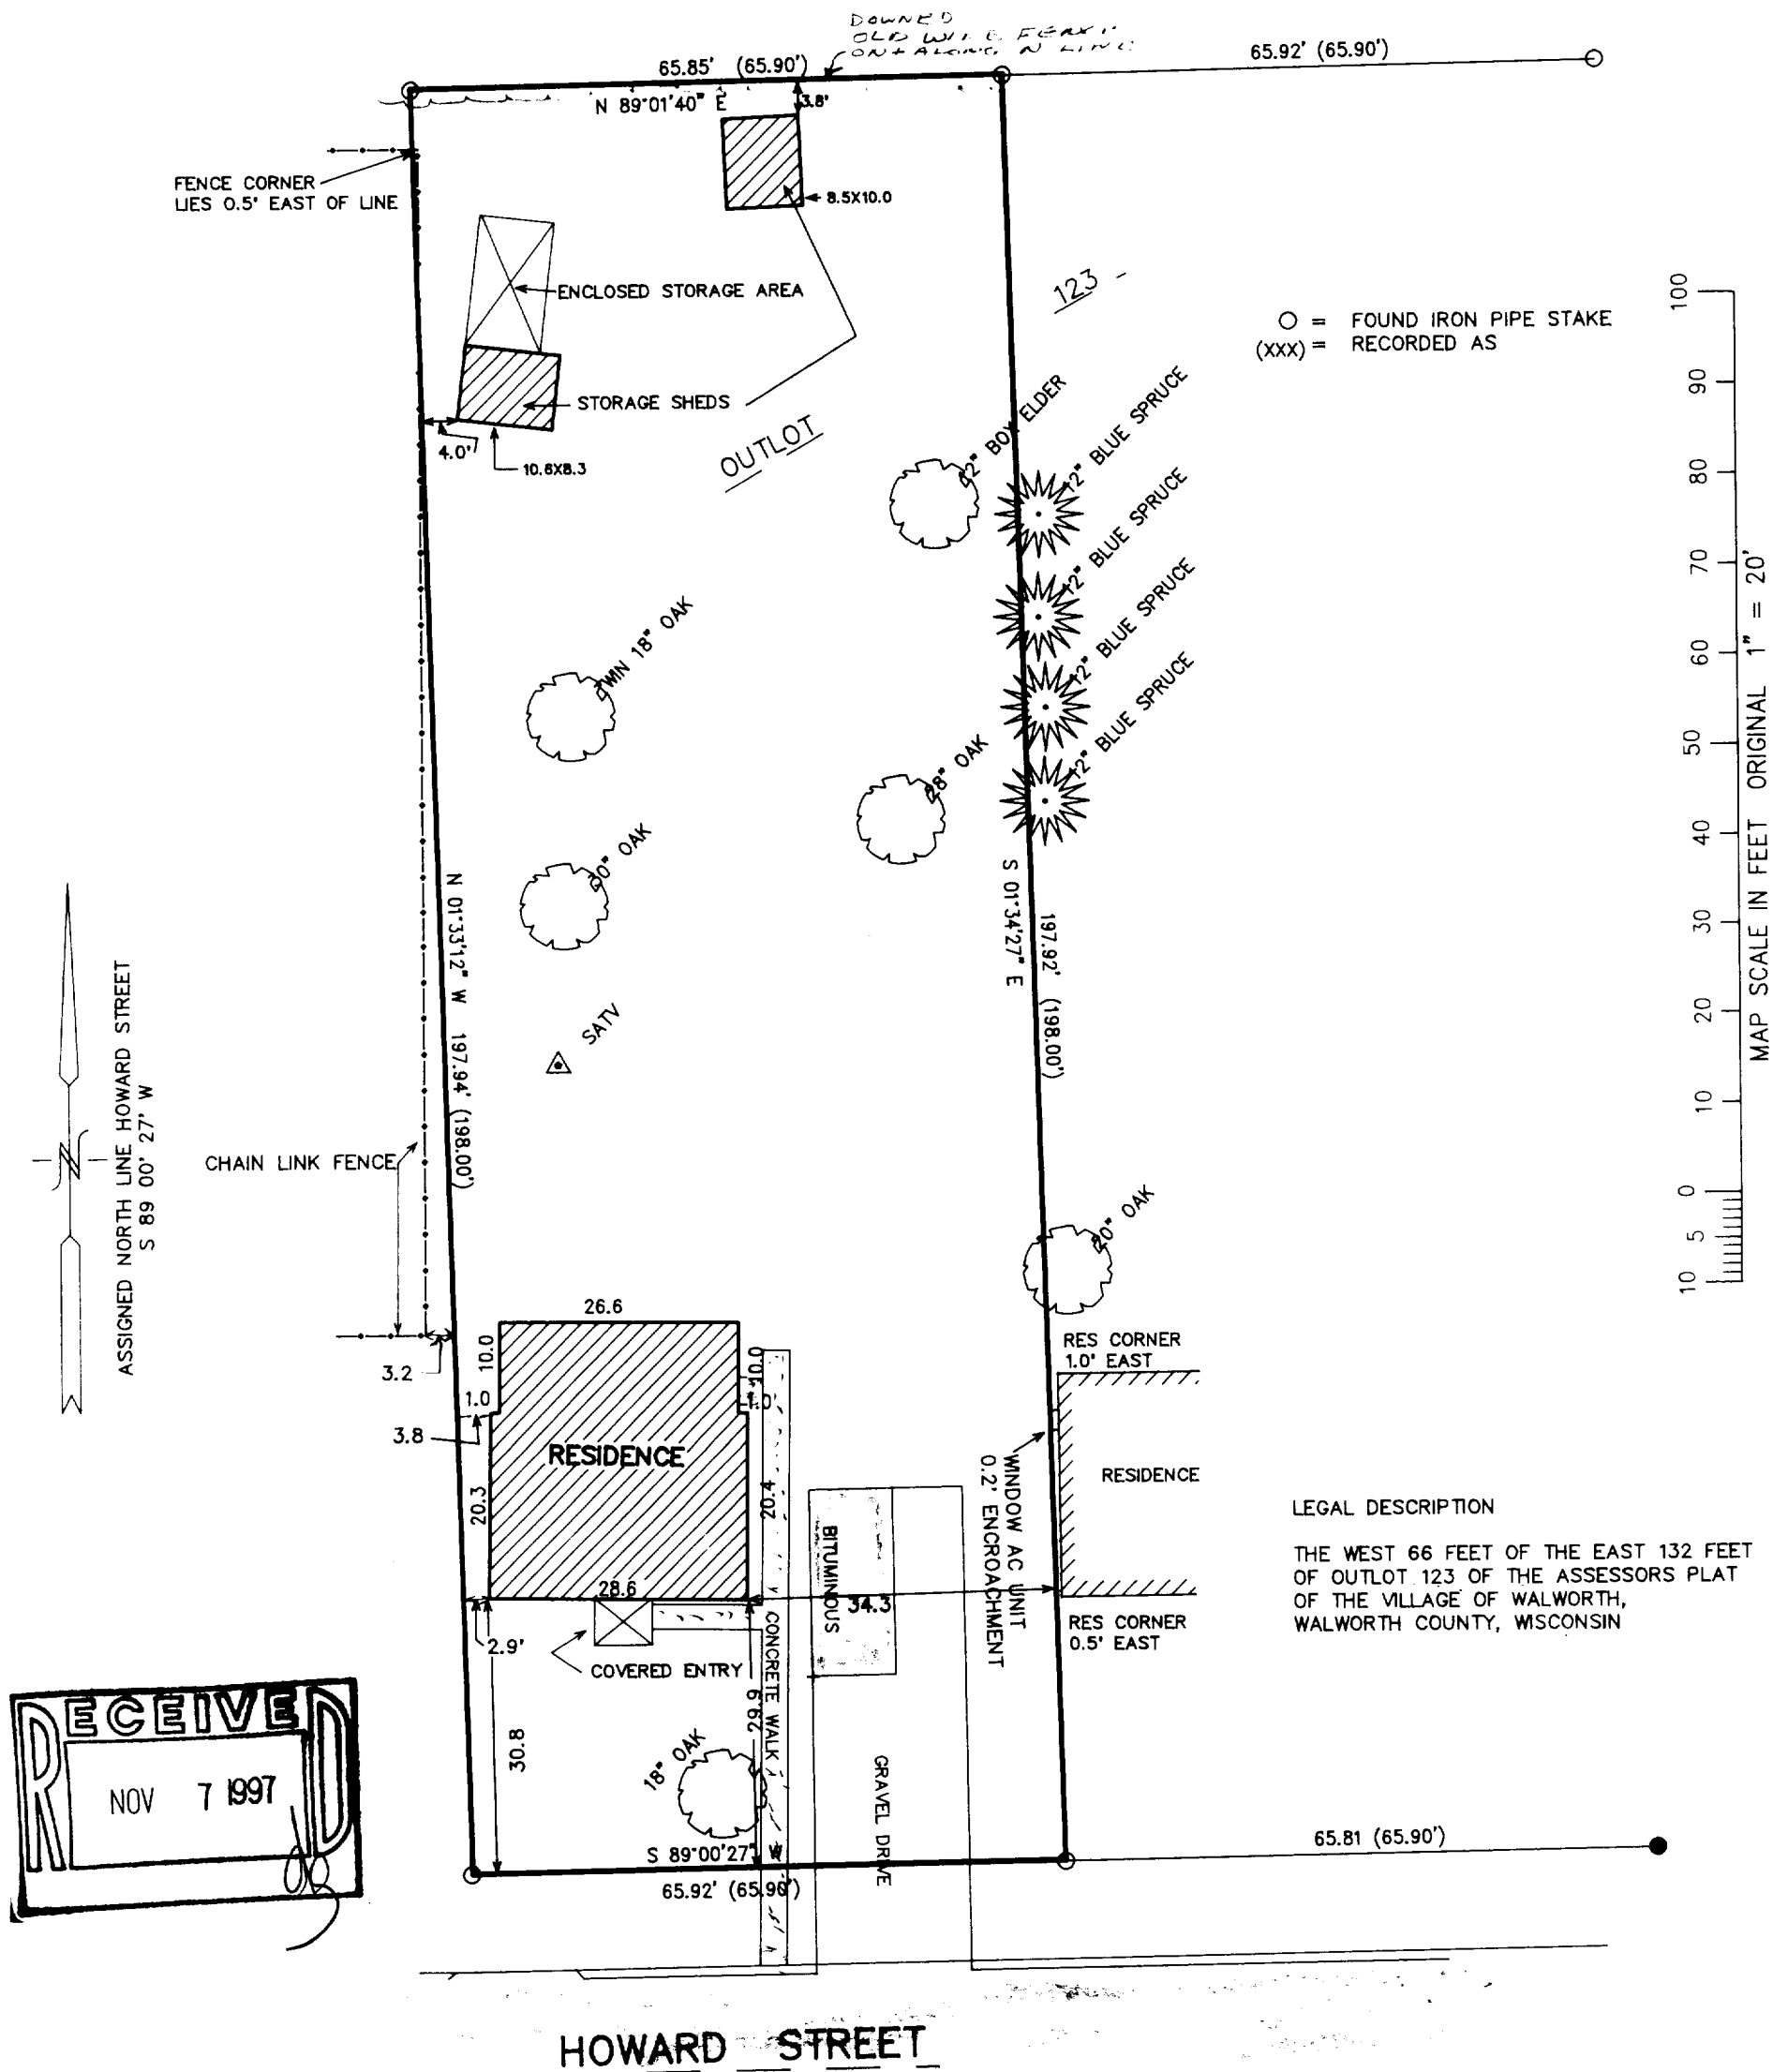 DOWNED
OLD WIRE FENCE
ON & ALONG N LINE
65.85' (65.90')
65.92' (65.90')
N 89°01'40" E
3.8'
FENCE CORNER
LIES 0.5' EAST OF LINE
8.5X10.0
ENCLOSED STORAGE AREA
123 -
○ = FOUND IRON PIPE STAKE
(XXX) = RECORDED AS
STORAGE SHEDS
OUTLOT
4.0'
10.6X8.3
12" BOX ELDER
12" BLUE SPRUCE
12" BLUE SPRUCE
12" BLUE SPRUCE
12" BLUE SPRUCE
TWIN 18" OAK
28" OAK
OAK
N 01°33'12" W 197.94' (198.00')
S 01°34'27" E
197.92' (198.00')
SATV
N
ASSIGNED NORTH LINE HOWARD STREET
S 89 00' 27' W
CHAIN LINK FENCE
20" OAK
100
90
80
70
60
50
40
30
20
10
0
5
10
MAP SCALE IN FEET ORIGINAL 1" = 20'
26.6
10.0
10.0
3.2
1.0
1.0
3.8
RESIDENCE
20.3
20.4
28.6
RES CORNER
1.0' EAST
RESIDENCE
WINDOW AC UNIT
0.2' ENCROACHMENT
BITUMINOUS
34.3
RES CORNER
0.5' EAST
2.9'
COVERED ENTRY
CONCRETE WALK
29.9
30.8
18" OAK
GRAVEL DRIVE
LEGAL DESCRIPTION
THE WEST 66 FEET OF THE EAST 132 FEET
OF OUTLOT 123 OF THE ASSESSORS PLAT
OF THE VILLAGE OF WALWORTH,
WALWORTH COUNTY, WISCONSIN
RECEIVED
NOV 7 1997
S 89°00'27" W
65.92' (65.90')
65.81 (65.90')
HOWARD STREET